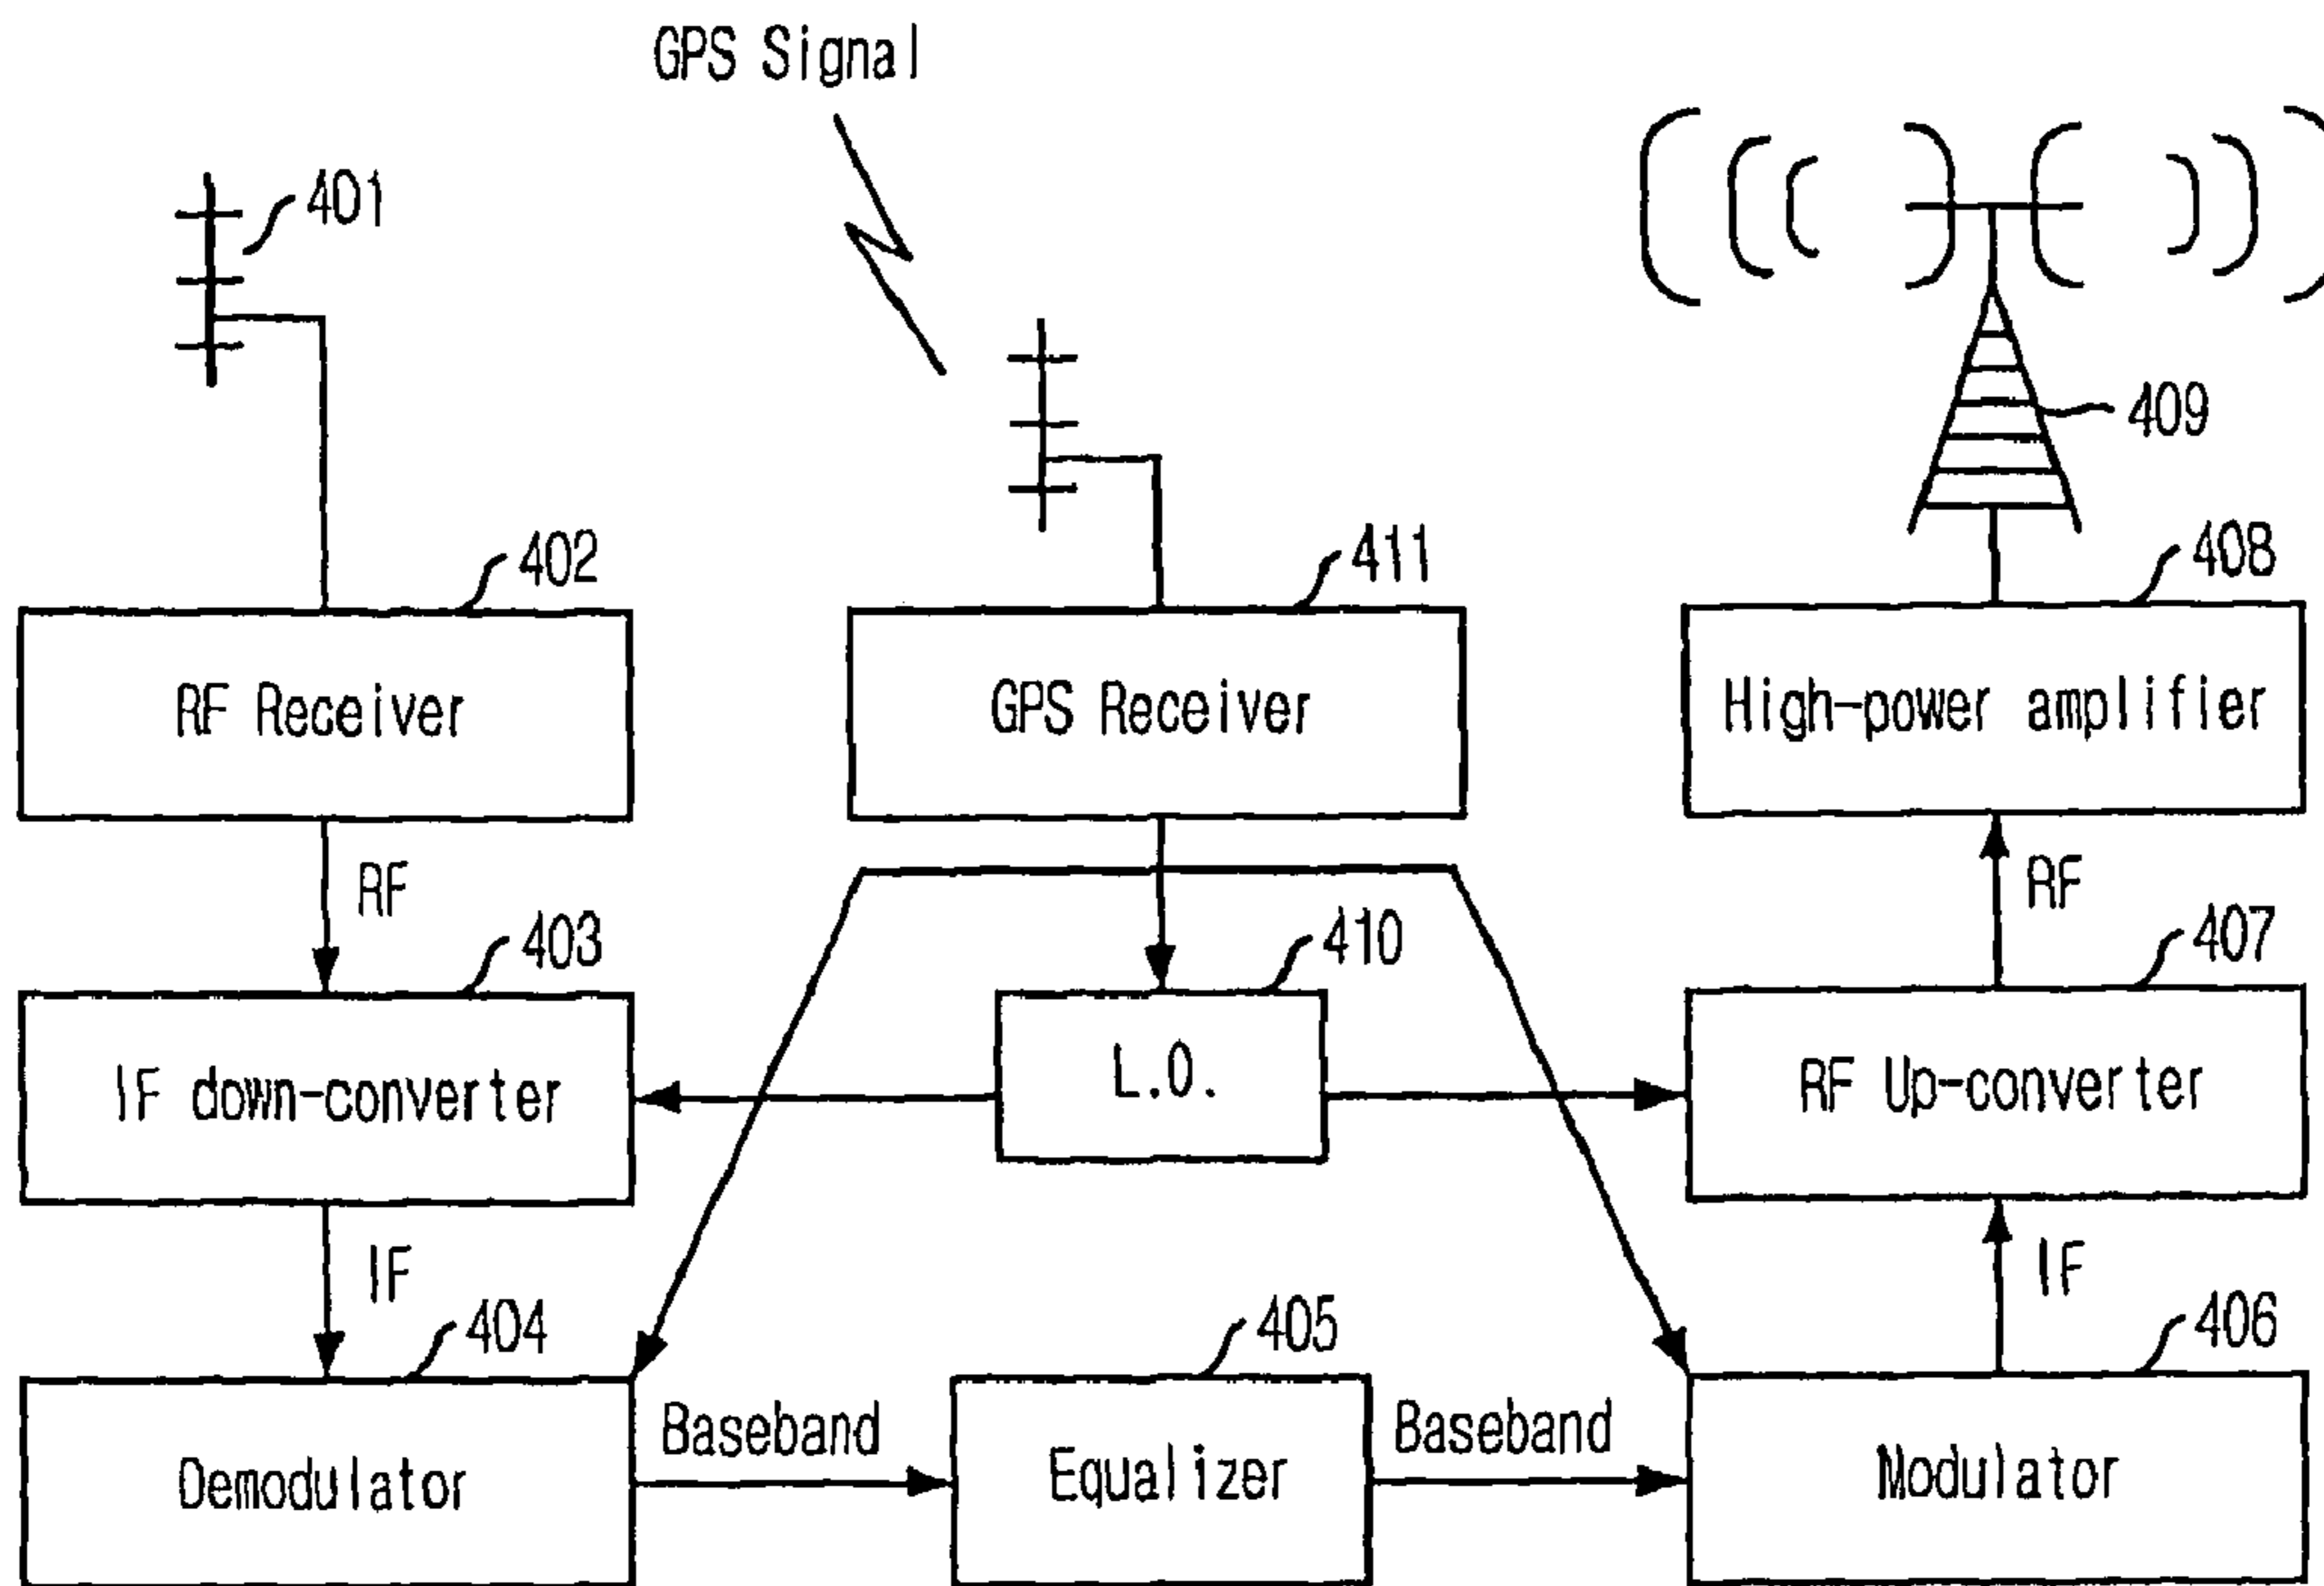 GPS Signal
401
409
402
411
408
RF Receiver
GPS Receiver
High-power amplifier
RF
RF
403
410
407
IF down-converter
L.O.
RF Up-converter
IF
IF
404
405
406
Baseband
Baseband
Demodulator
Equalizer
Modulator